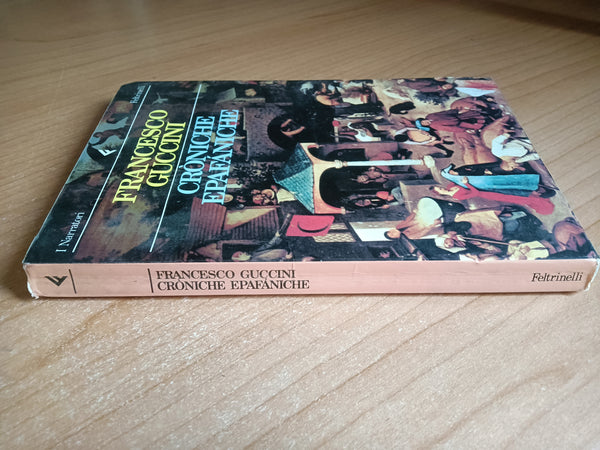 I Narratori
Feltrinelli
FRANCESCO
GUCCINI
CRÒNICHE
EPAFÀNICHE
FRANCESCO GUCCINI
CRÒNICHE EPAFÀNICHE
Feltrinelli